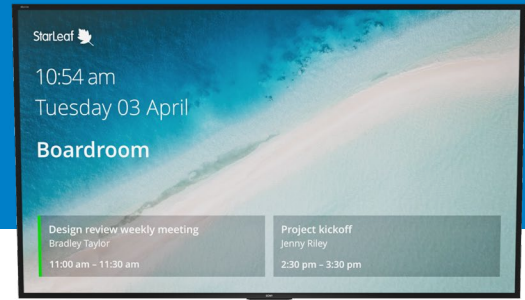 StarLeaf
10:54 am
Tuesday 03 April
Boardroom
Design review weekly meeting
Bradley Taylor
11:00 am – 11:30 am
Project kickoff
Jenny Riley
2:30 pm – 3:30 pm